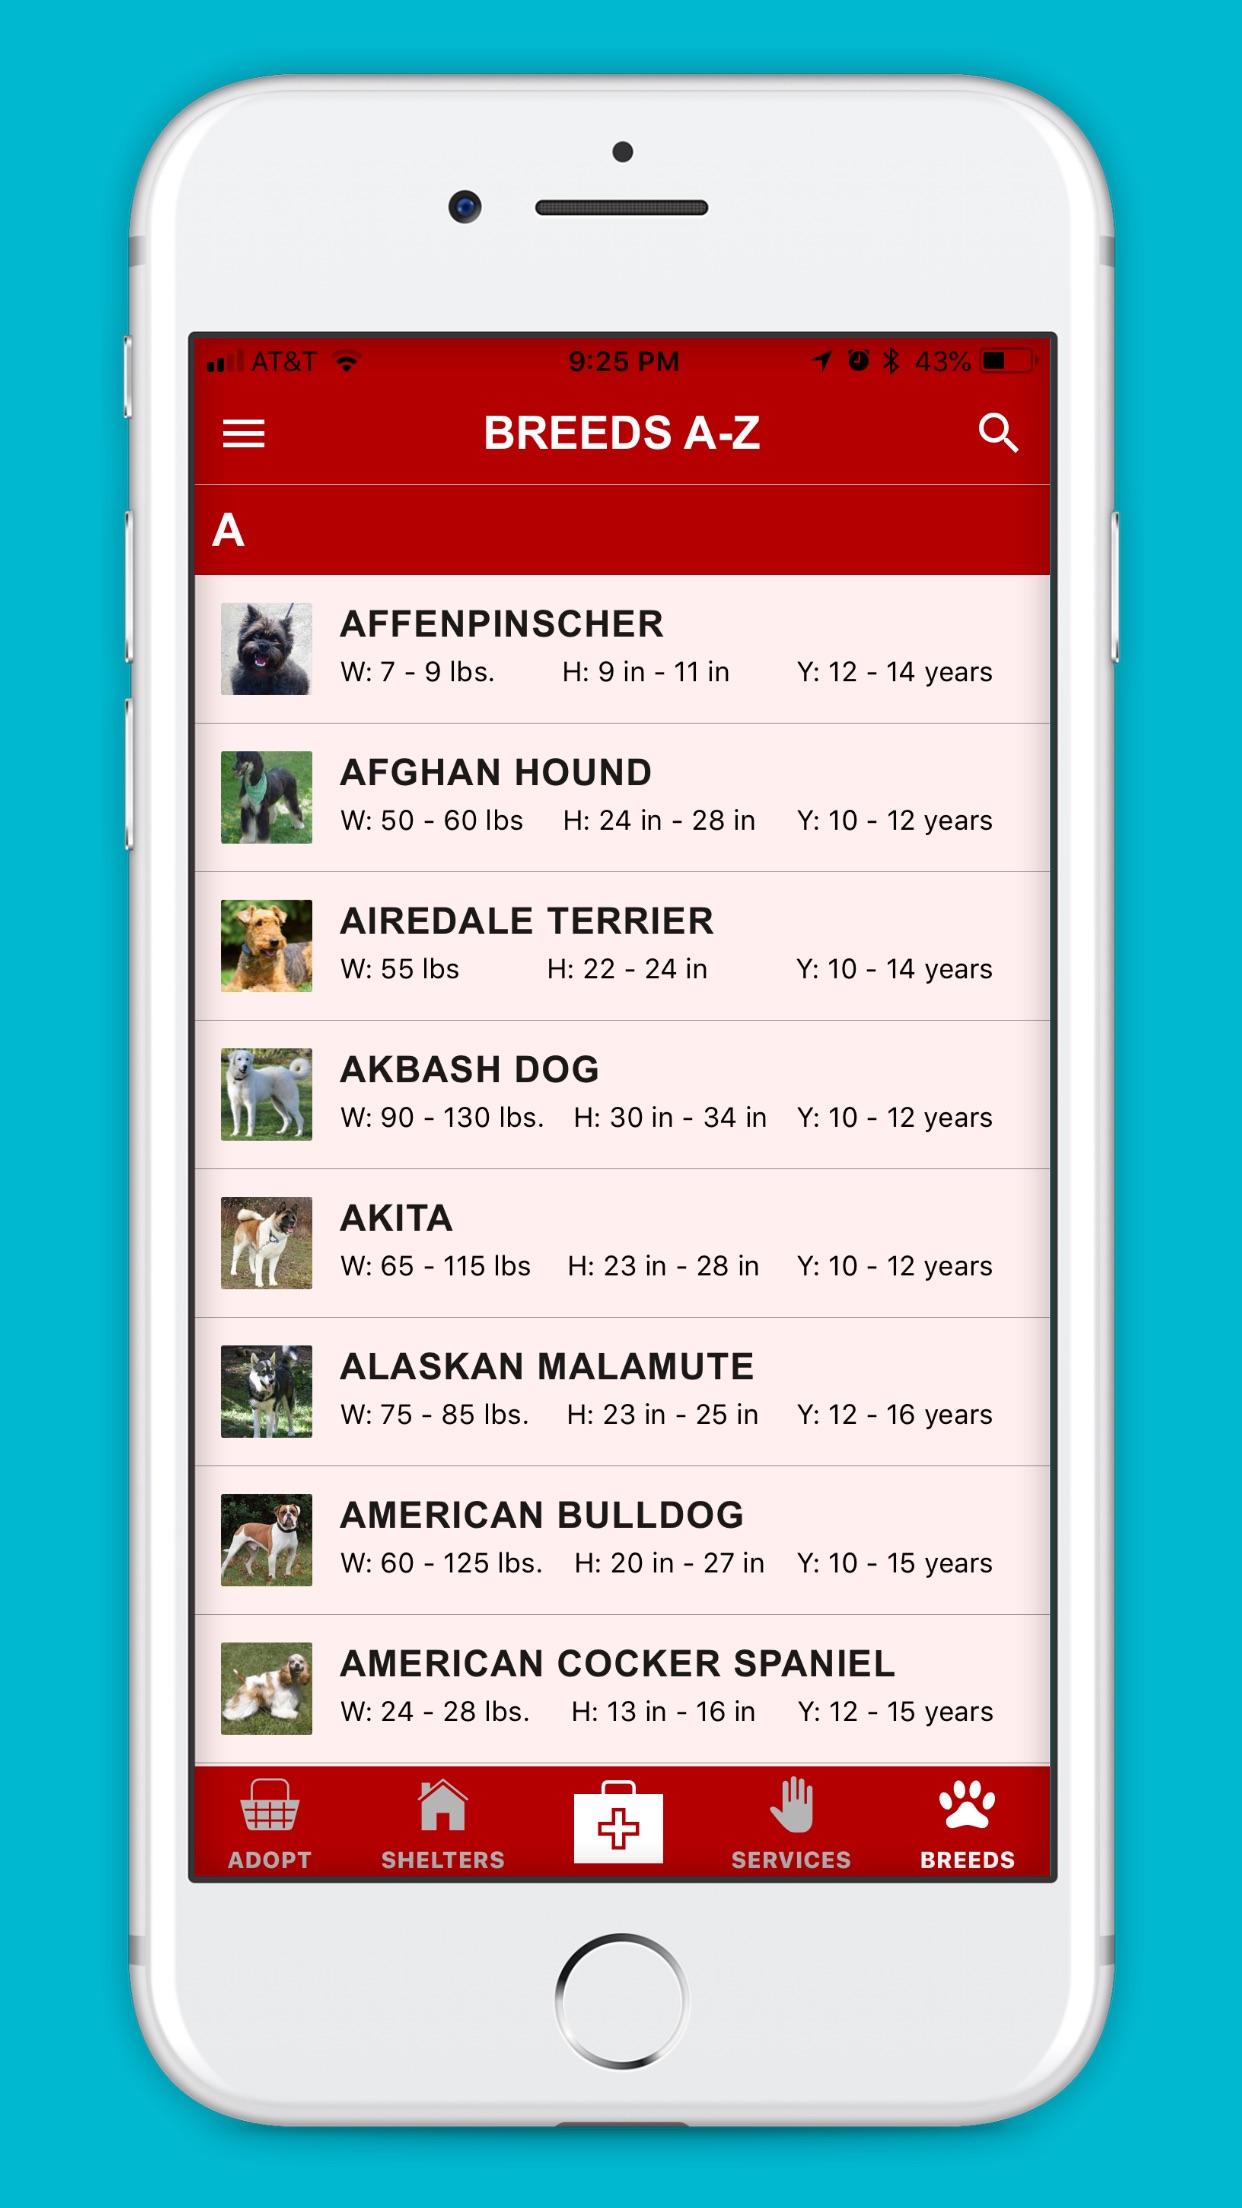 AT&T 9:25 PM 43%
BREEDS A-Z
A
AFFENPINSCHER
W: 7 - 9 lbs. H: 9 in - 11 in Y: 12 - 14 years
AFGHAN HOUND
W: 50 - 60 lbs H: 24 in - 28 in Y: 10 - 12 years
AIREDALE TERRIER
W: 55 lbs H: 22 - 24 in Y: 10 - 14 years
AKBASH DOG
W: 90 - 130 lbs. H: 30 in - 34 in Y: 10 - 12 years
AKITA
W: 65 - 115 lbs H: 23 in - 28 in Y: 10 - 12 years
ALASKAN MALAMUTE
W: 75 - 85 lbs. H: 23 in - 25 in Y: 12 - 16 years
AMERICAN BULLDOG
W: 60 - 125 lbs. H: 20 in - 27 in Y: 10 - 15 years
AMERICAN COCKER SPANIEL
W: 24 - 28 lbs. H: 13 in - 16 in Y: 12 - 15 years
ADOPT SHELTERS SERVICES BREEDS